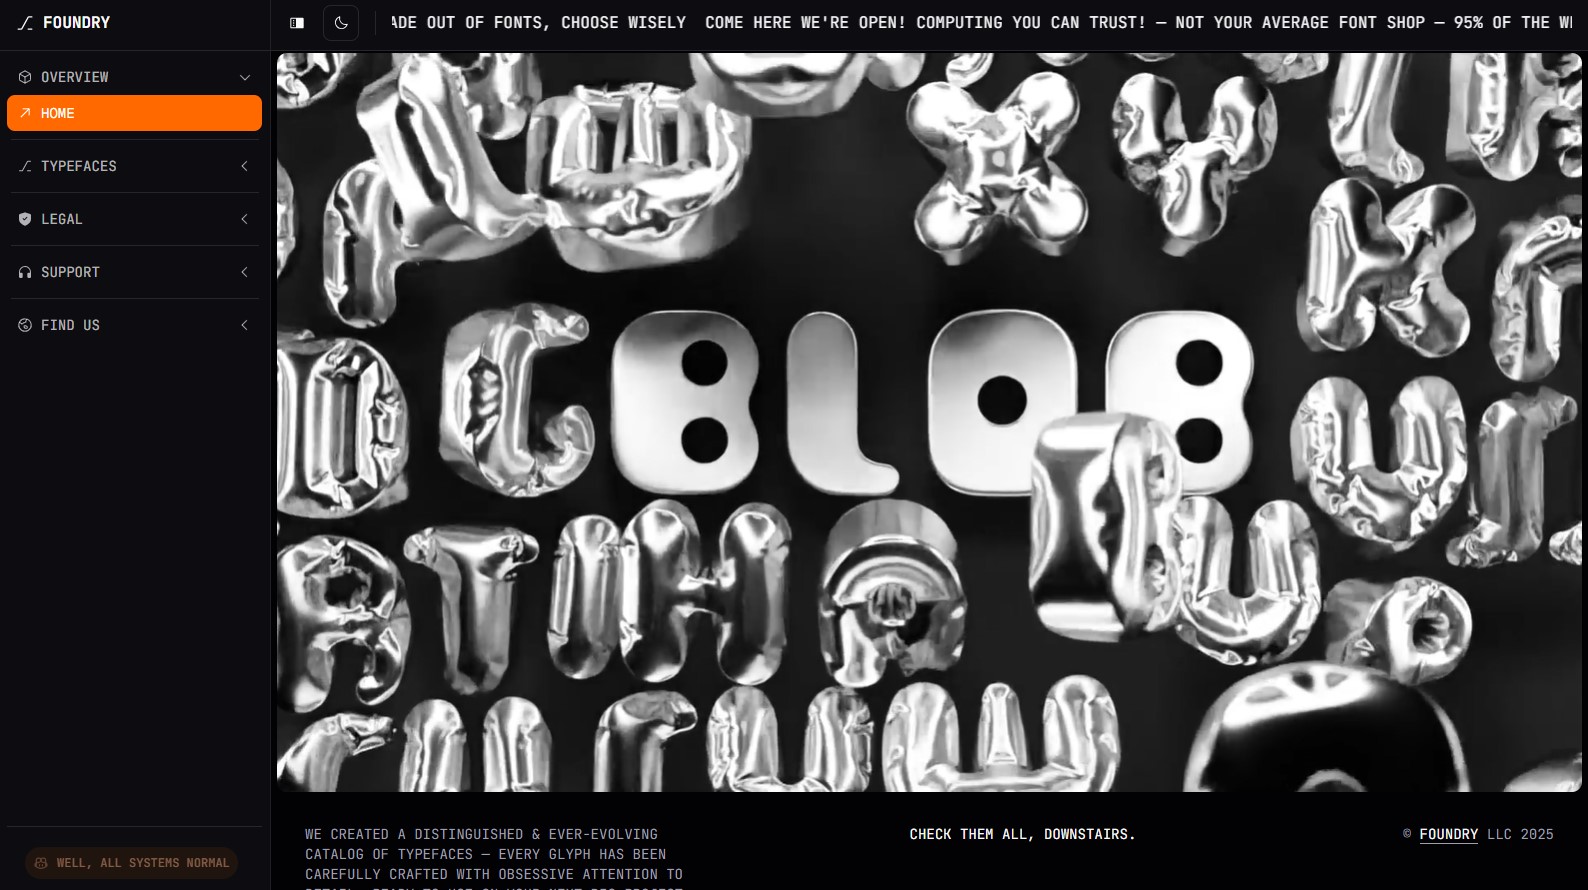 FOUNDRY
ADE OUT OF FONTS, CHOOSE WISELY COME HERE WE'RE OPEN! COMPUTING YOU CAN TRUST! — NOT YOUR AVERAGE FONT SHOP — 95% OF THE
OVERVIEW
HOME
TYPEFACES
LEGAL
SUPPORT
FIND US
BLOB
WE CREATED A DISTINGUISHED & EVER-EVOLVING
CATALOG OF TYPEFACES — EVERY GLYPH HAS BEEN
CAREFULLY CRAFTED WITH OBSESSIVE ATTENTION TO
CHECK THEM ALL, DOWNSTAIRS.
© FOUNDRY LLC 2025
WELL, ALL SYSTEMS NORMAL